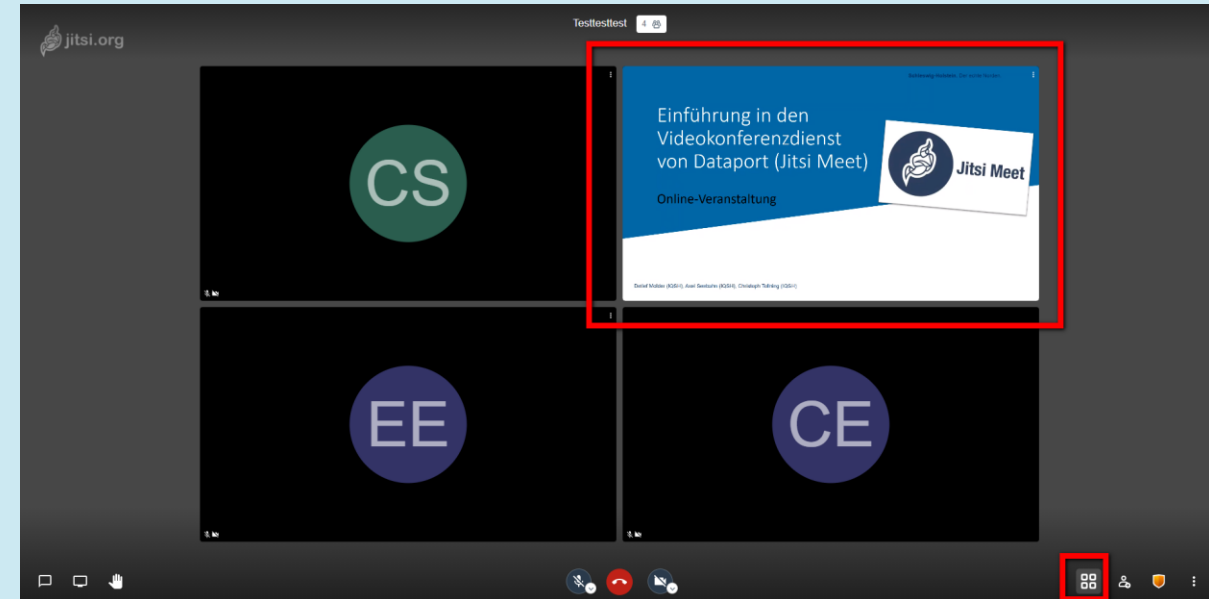 Testtesttest 4
jitsi.org
CS
Einführung in den
Videokonferenzdienst
von Dataport (Jitsi Meet)
Jitsi Meet
Online-Veranstaltung
EE
CE